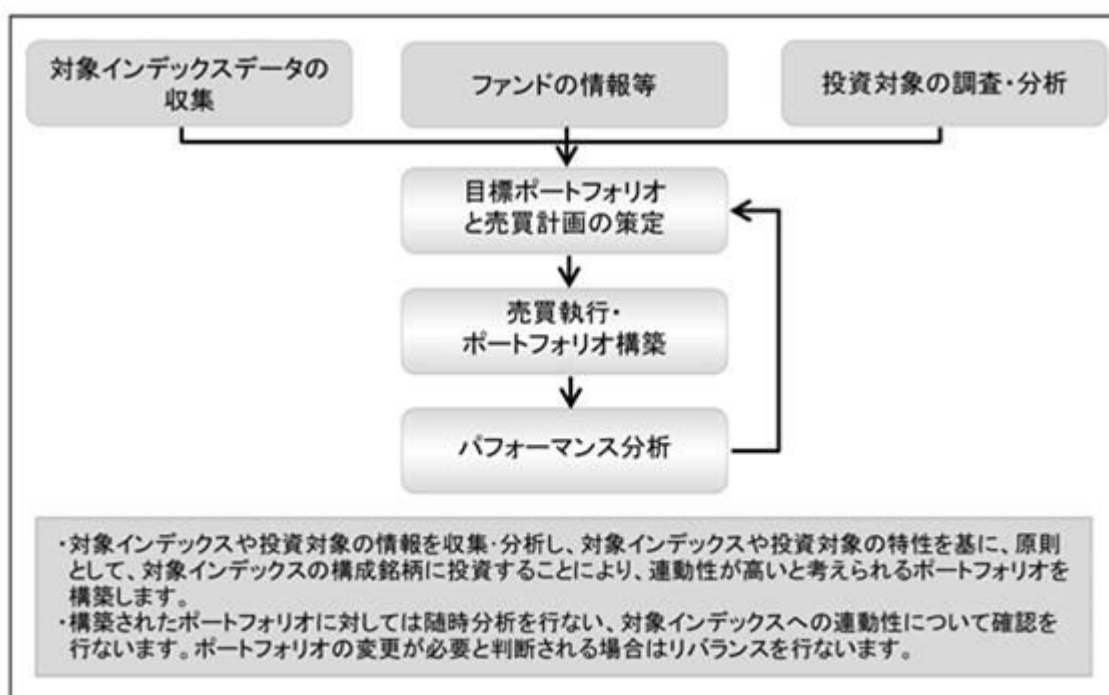 対象インデックスデータの
収集
ファンドの情報等
投資対象の調査・分析
目標ポートフォリオ
と売買計画の策定
売買執行・
ポートフォリオ構築
パフォーマンス分析
・対象インデックスや投資対象の情報を収集・分析し、対象インデックスや投資対象の特性を基に、原則
として、対象インデックスの構成銘柄に投資することにより、連動性が高いと考えられるポートフォリオを
構築します。
・構築されたポートフォリオに対しては随時分析を行ない、対象インデックスへの連動性について確認を
行ないます。ポートフォリオの変更が必要と判断される場合はリバランスを行ないます。